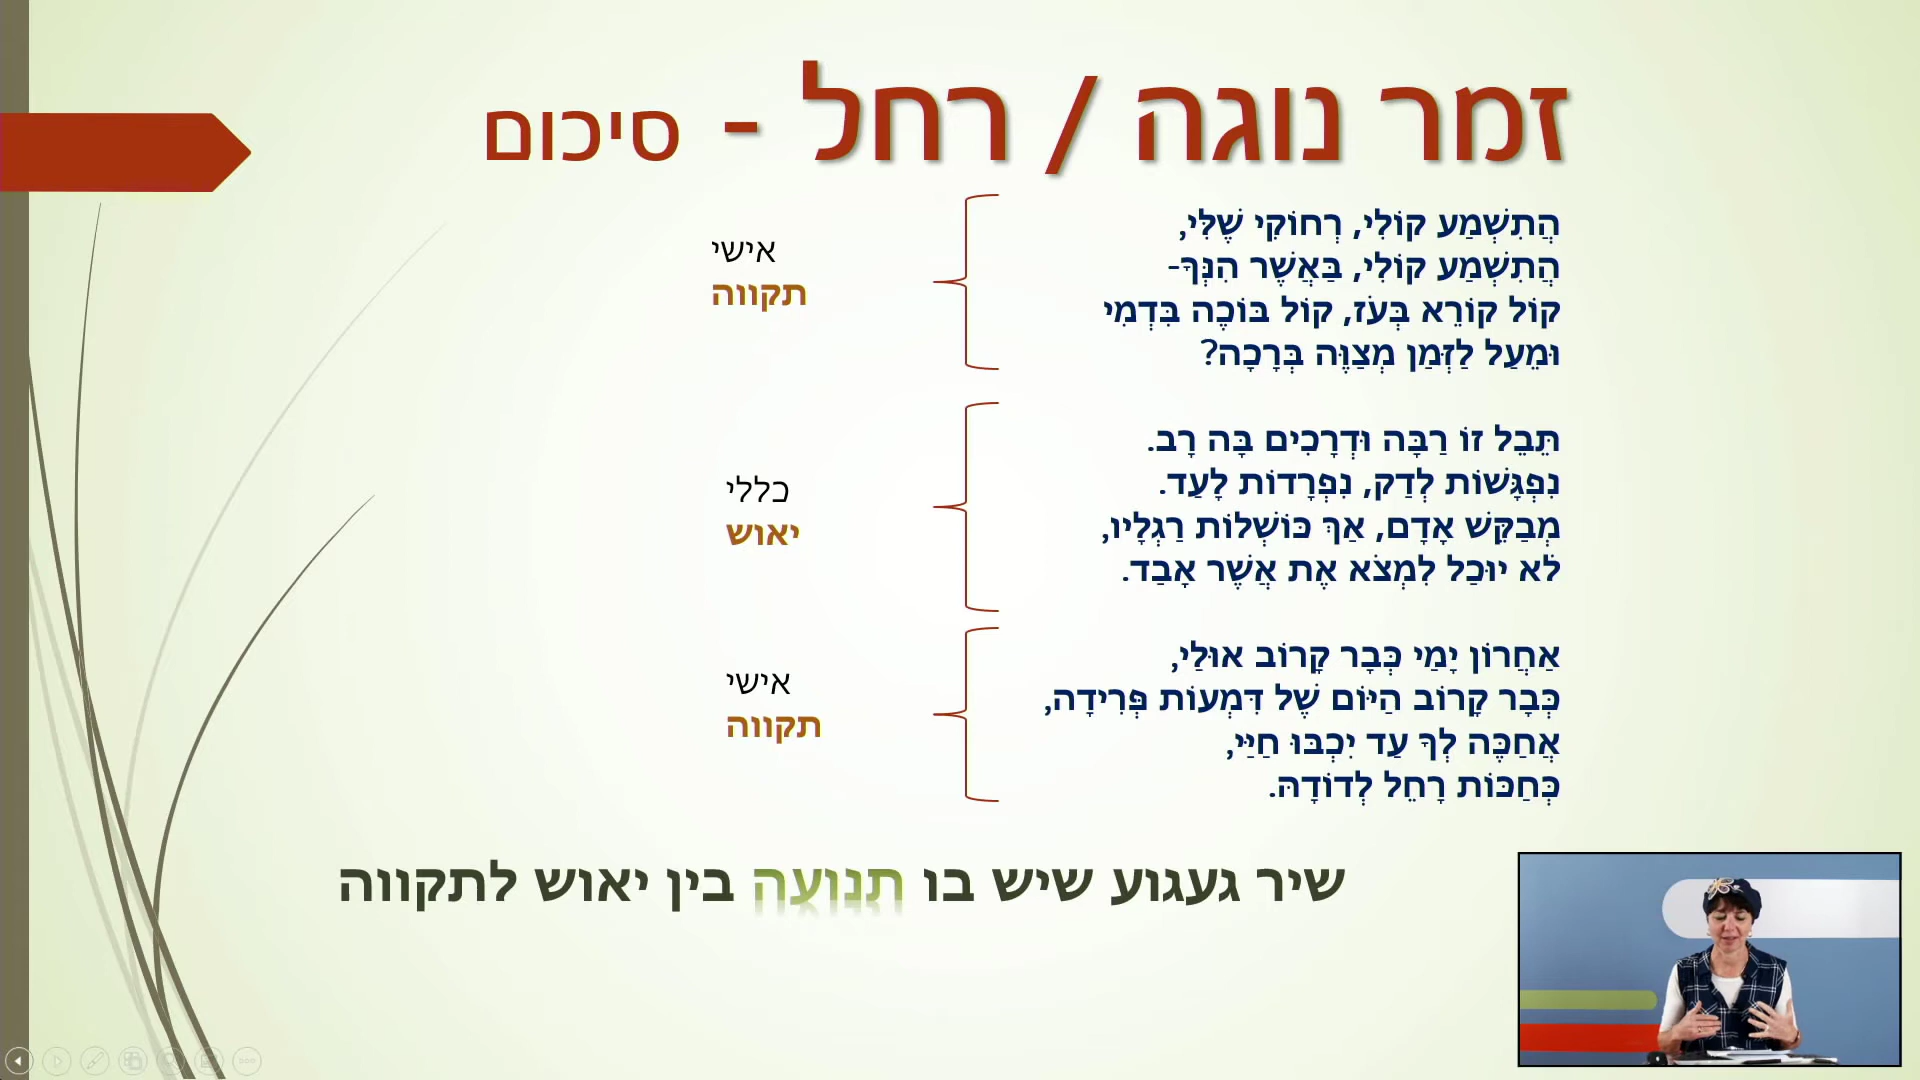 זמר נוגה / רחל - סיכום
הֲתִשְׁמַע קוֹלִי, רְחוֹקִי שֶׁלִּי,
הֲתִשְׁמַע קוֹלִי, בַּאֲשֶׁר הִנְּךָ-
קוֹל קוֹרֵא בְּעֹז, קוֹל בּוֹכֶה בִּדְמִי
וּמֵעַל לַזְּמַן מְצַוֶּה בְּרָכָה?
אישי
תקווה
תֵּבֵל זוֹ רַבָּה וּדְרָכִים בָּהּ רָב.
נִפְגָּשׁוֹת לְדַק, נִפְרָדוֹת לָעַד.
מְבַקֵּשׁ אָדָם, אַךְ כּוֹשְׁלוֹת רַגְלָיו,
לֹא יוּכַל לִמְצֹא אֶת אֲשֶׁר אָבַד.
כללי
יאוש
אַחֲרוֹן יָמַי כְּבָר קָרוֹב אוּלַי,
כְּבָר קָרוֹב הַיּוֹם שֶׁל דִּמְעוֹת פְּרִידָה,
אֲחַכֶּה לְךָ עַד יִכְבּוּ חַיַּי,
כְּחַכּוֹת רָחֵל לְדוֹדָהּ.
אישי
תקווה
שיר געגוע שיש בו תנועה בין יאוש לתקווה